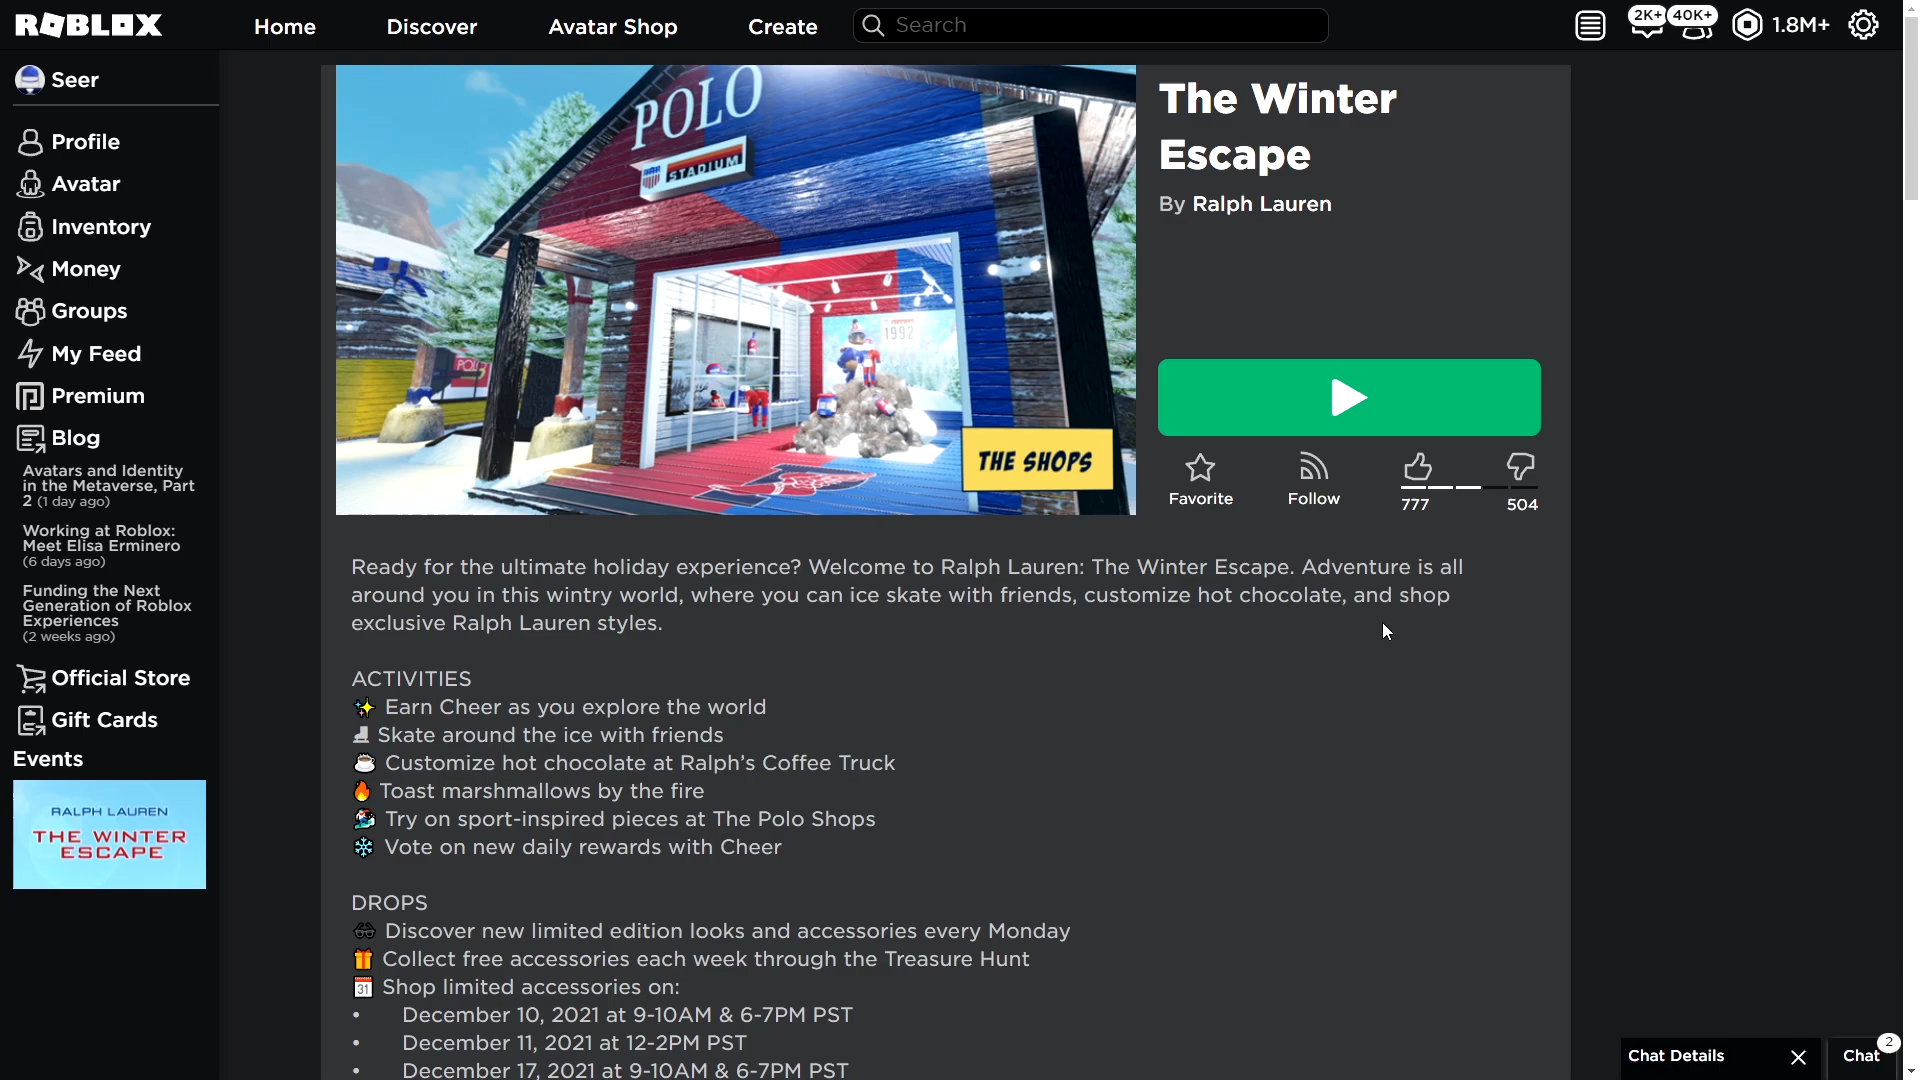 ROBLOX
Home
Discover
Avatar Shop
Create
Search
2K+
40K+
1.8M+
Seer
Profile
Avatar
Inventory
Money
Groups
My Feed
Premium
Blog
Avatars and Identity
in the Metaverse, Part
2 (1 day ago)
Working at Roblox:
Meet Elisa Erminero
(6 days ago)
Funding the Next
Generation of Roblox
Experiences
(2 weeks ago)
Official Store
Gift Cards
Events
RALPH LAUREN
THE WINTER
ESCAPE
POLO
STADIUM
1992
POLO
THE SHOPS
The Winter
Escape
By Ralph Lauren
Favorite
Follow
777
504
Ready for the ultimate holiday experience? Welcome to Ralph Lauren: The Winter Escape. Adventure is all
around you in this wintry world, where you can ice skate with friends, customize hot chocolate, and shop
exclusive Ralph Lauren styles.
ACTIVITIES
✨ Earn Cheer as you explore the world
⛸ Skate around the ice with friends
☕ Customize hot chocolate at Ralph's Coffee Truck
🔥 Toast marshmallows by the fire
🏂 Try on sport-inspired pieces at The Polo Shops
❄ Vote on new daily rewards with Cheer
DROPS
🕶 Discover new limited edition looks and accessories every Monday
🎁 Collect free accessories each week through the Treasure Hunt
📅 Shop limited accessories on:
• December 10, 2021 at 9-10AM & 6-7PM PST
• December 11, 2021 at 12-2PM PST
• December 17, 2021 at 9-10AM & 6-7PM PST
Chat Details
Chat
2